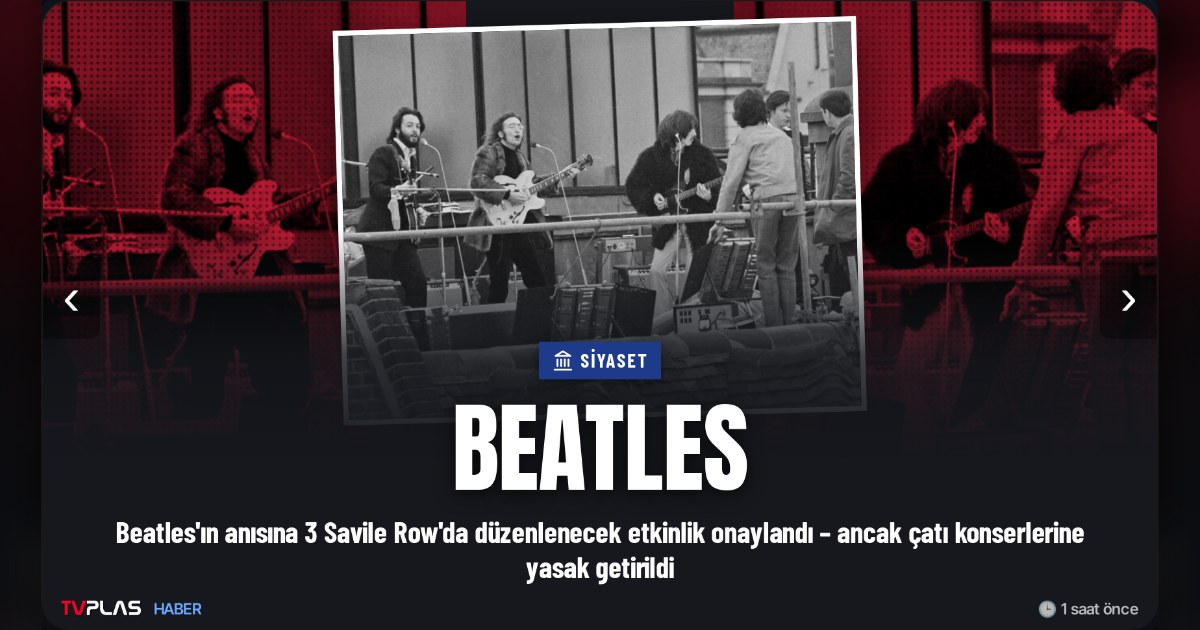 SİYASET
BEATLES
Beatles'ın anısına 3 Savile Row'da düzenlenecek etkinlik onaylandı – ancak çatı konserlerine
yasak getirildi
TVPLAS HABER
1 saat önce